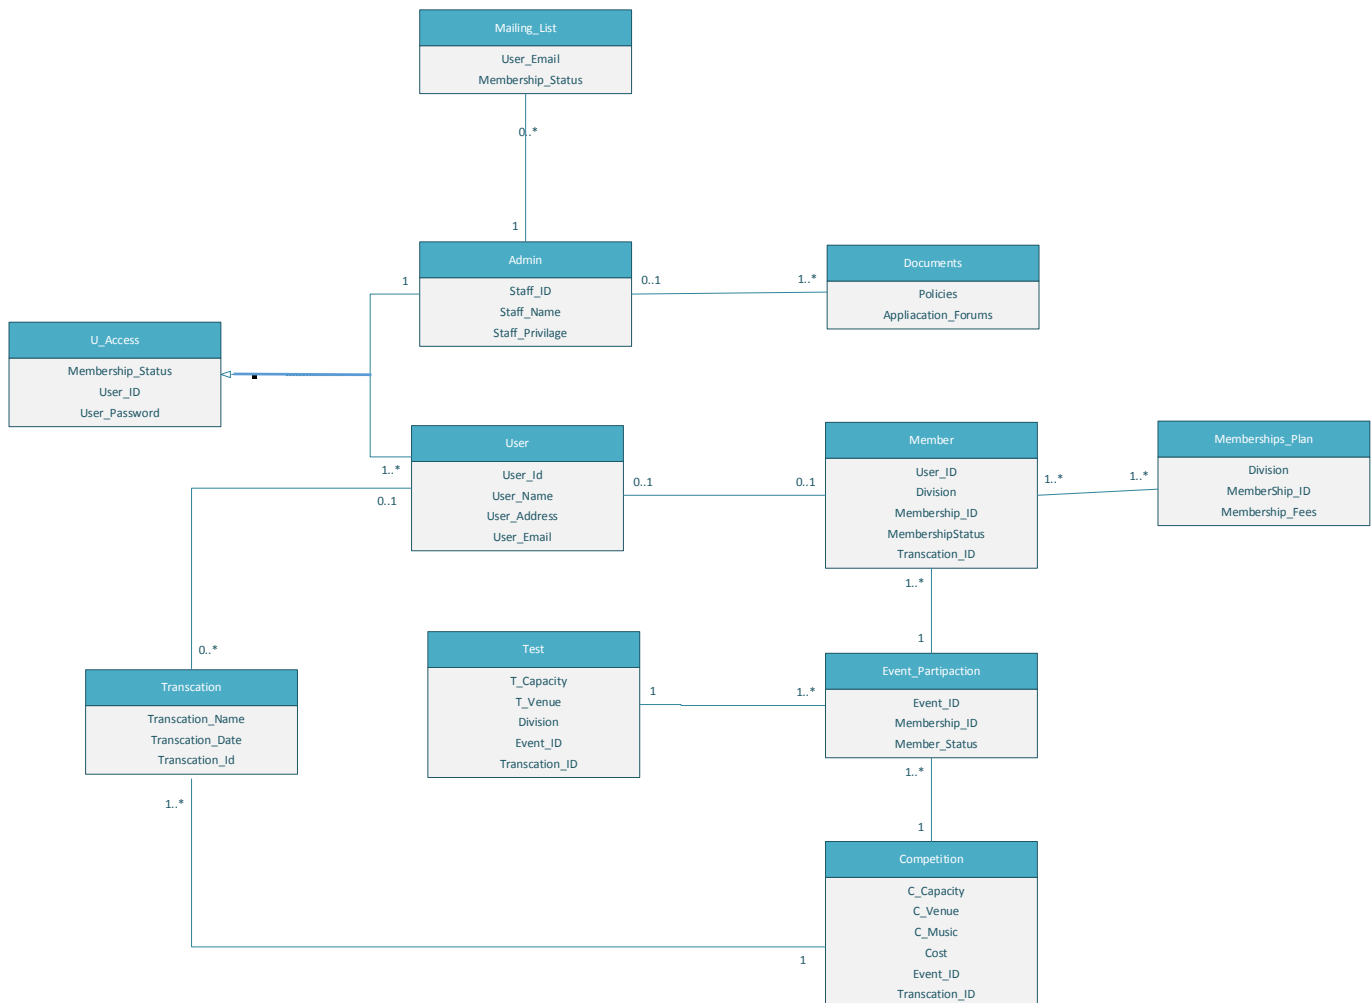 Mailing_List
User_Email
Membership_Status
0..*
1
Admin
Staff_ID
Staff_Name
Staff_Privilage
1
0..1
1..*
Documents
Policies
Appliacation_Forums
U_Access
Membership_Status
User_ID
User_Password
User
User_Id
User_Name
User_Address
User_Email
1..*
0..1
0..1
0..1
Member
User_ID
Division
Membership_ID
MembershipStatus
Transcation_ID
1..*
1..*
Memberships_Plan
Division
MemberShip_ID
Membership_Fees
1..*
1
0..*
Test
T_Capacity
T_Venue
Division
Event_ID
Transcation_ID
1
1..*
Event_Partipaction
Event_ID
Membership_ID
Member_Status
Transcation
Transcation_Name
Transcation_Date
Transcation_Id
1..*
1..*
1
Competition
C_Capacity
C_Venue
C_Music
Cost
Event_ID
Transcation_ID
1